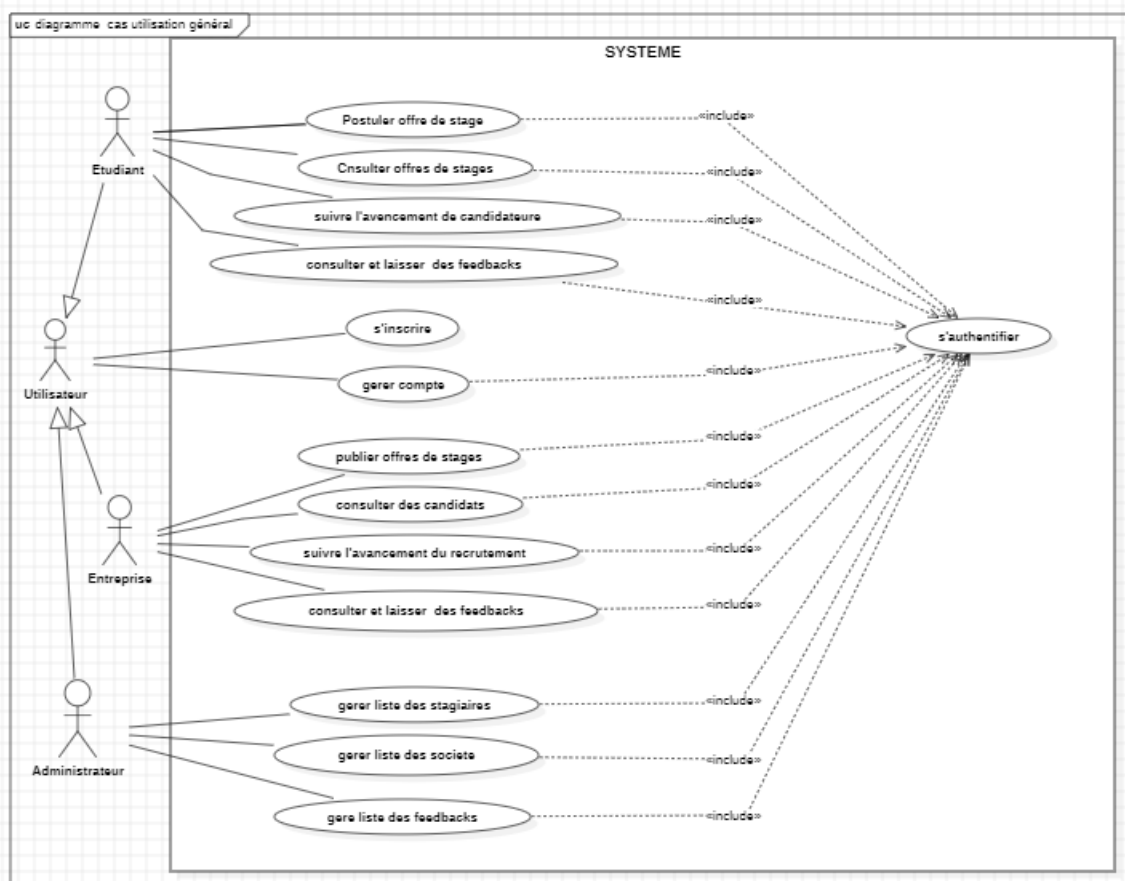 uc diagramme cas utilisation général
SYSTEME
Postuler offre de stage
«include»
Etudiant
Cnsulter offres de stages
«include»
suivre l'avencement de candidateure
«include»
consulter et laisser des feedbacks
«include»
s'inscrire
s'authentifier
Utilisateur
gerer compte
«include»
publier offres de stages
«include»
consulter des candidats
«include»
Entreprise
suivre l'avancement du recrutement
«include»
consulter et laisser des feedbacks
«include»
gerer liste des stagiaires
«include»
Administrateur
gerer liste des societe
«include»
gere liste des feedbacks
«include»